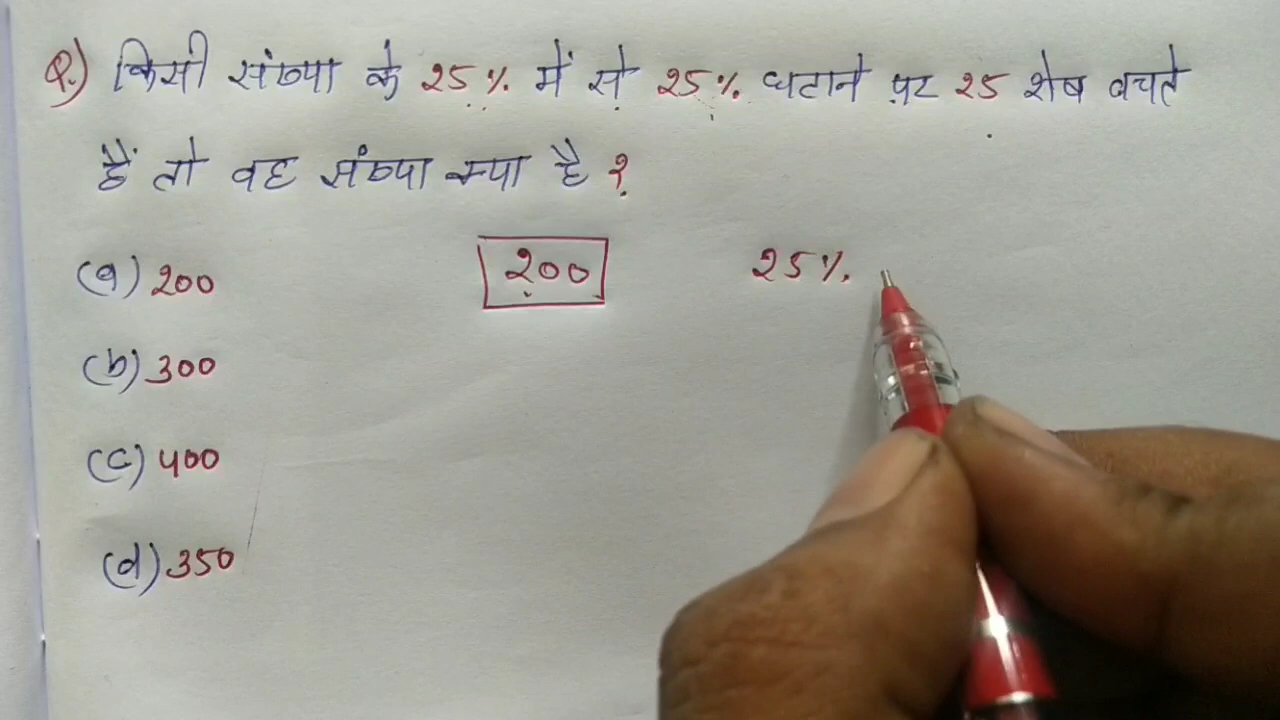 Q.) किसी संख्या के 25% में से 25% घटाने पर 25 शेष बचते
हैं तो वह संख्या क्या है ?
(a) 200
200
25%
(b) 300
(c) 400
(d) 350